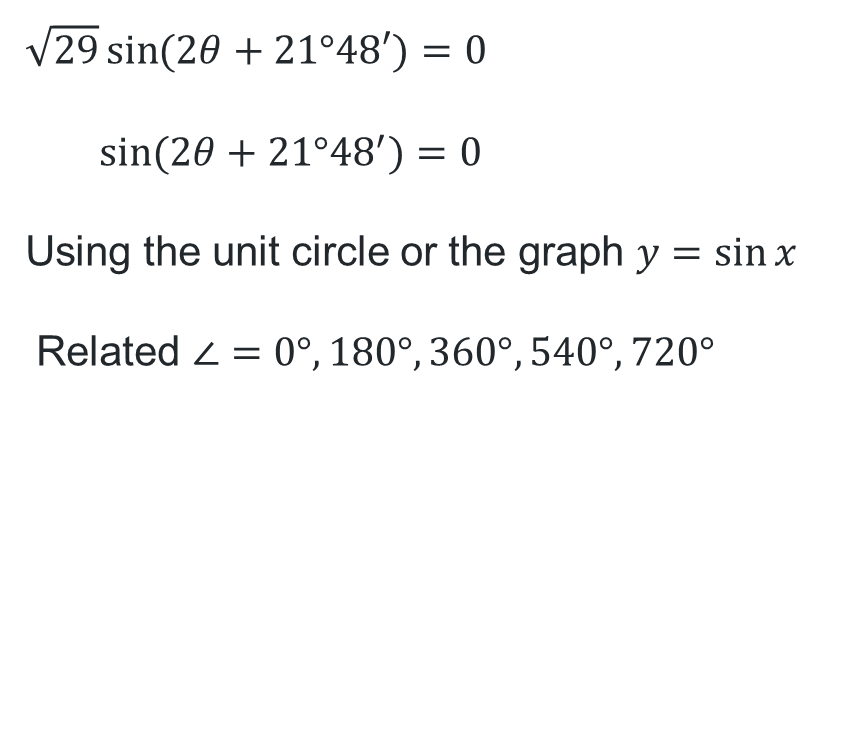 √29 sin(2θ + 21°48′) = 0
sin(2θ + 21°48′) = 0
Using the unit circle or the graph y = sin x
Related ∠ = 0°, 180°, 360°, 540°, 720°